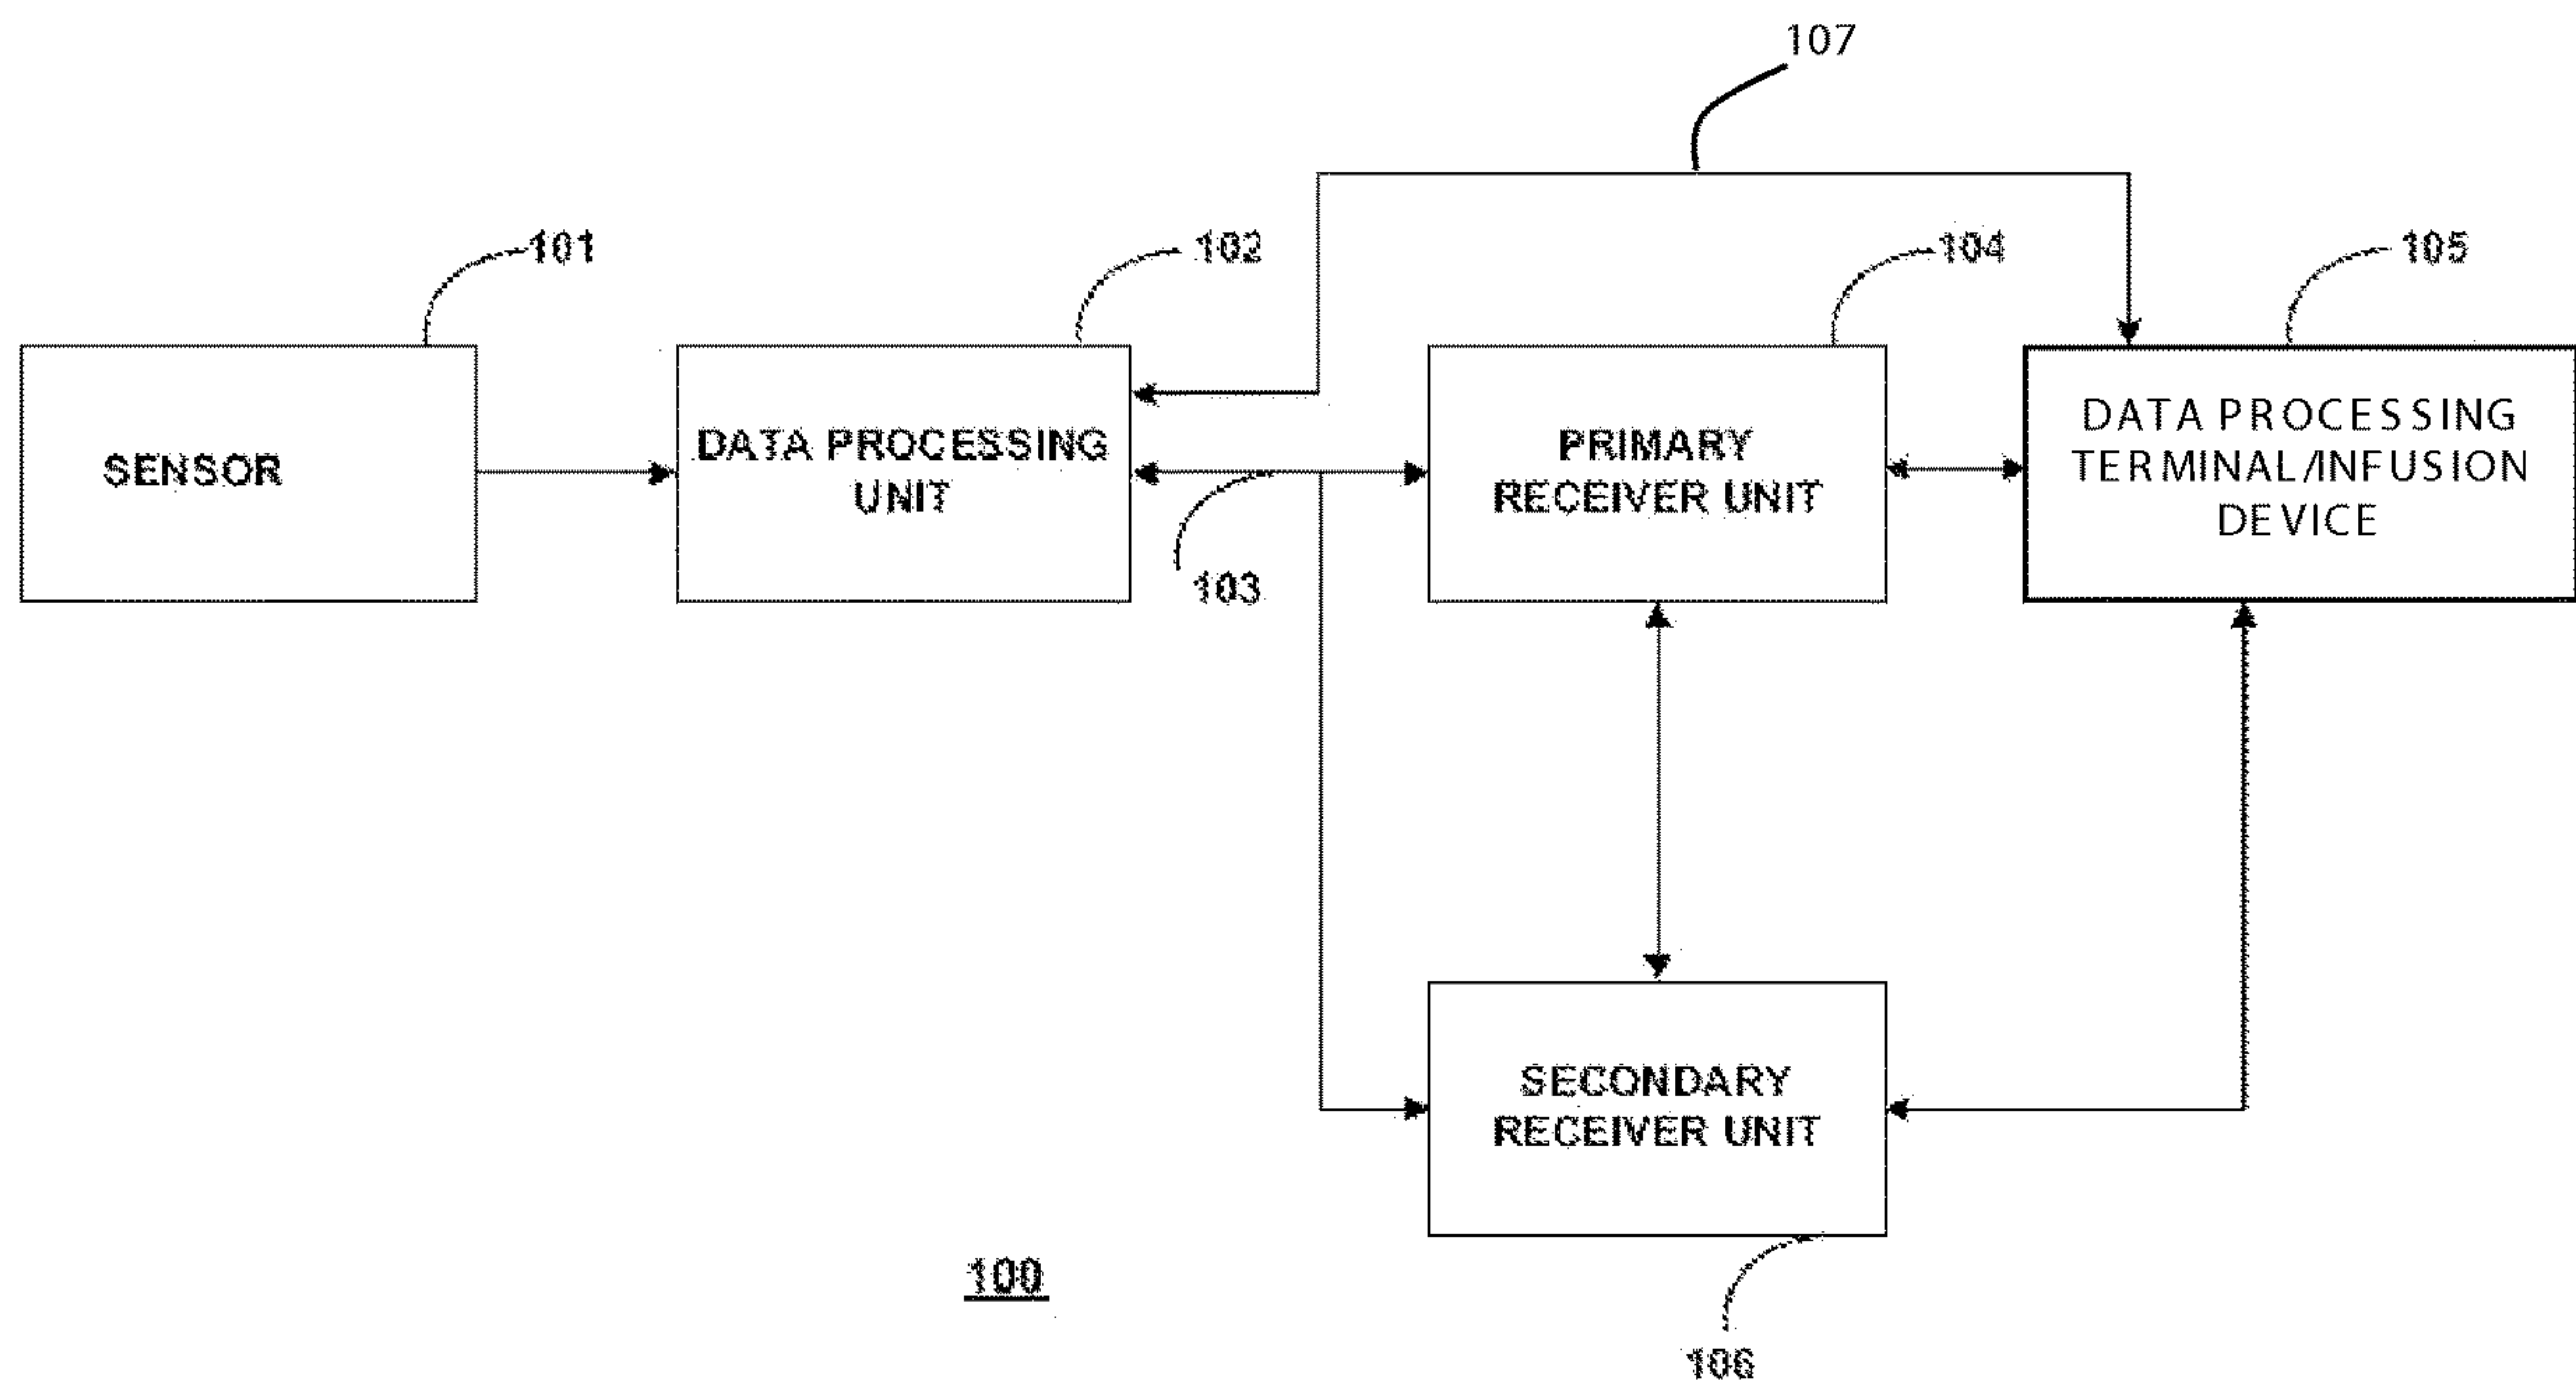 107
101
102
104
105
SENSOR
DATA PROCESSING
UNIT
PRIMARY
RECEIVER UNIT
DATA PROCESSING
TERMINAL/INFUSION
DEVICE
103
SECONDARY
RECEIVER UNIT
100
106